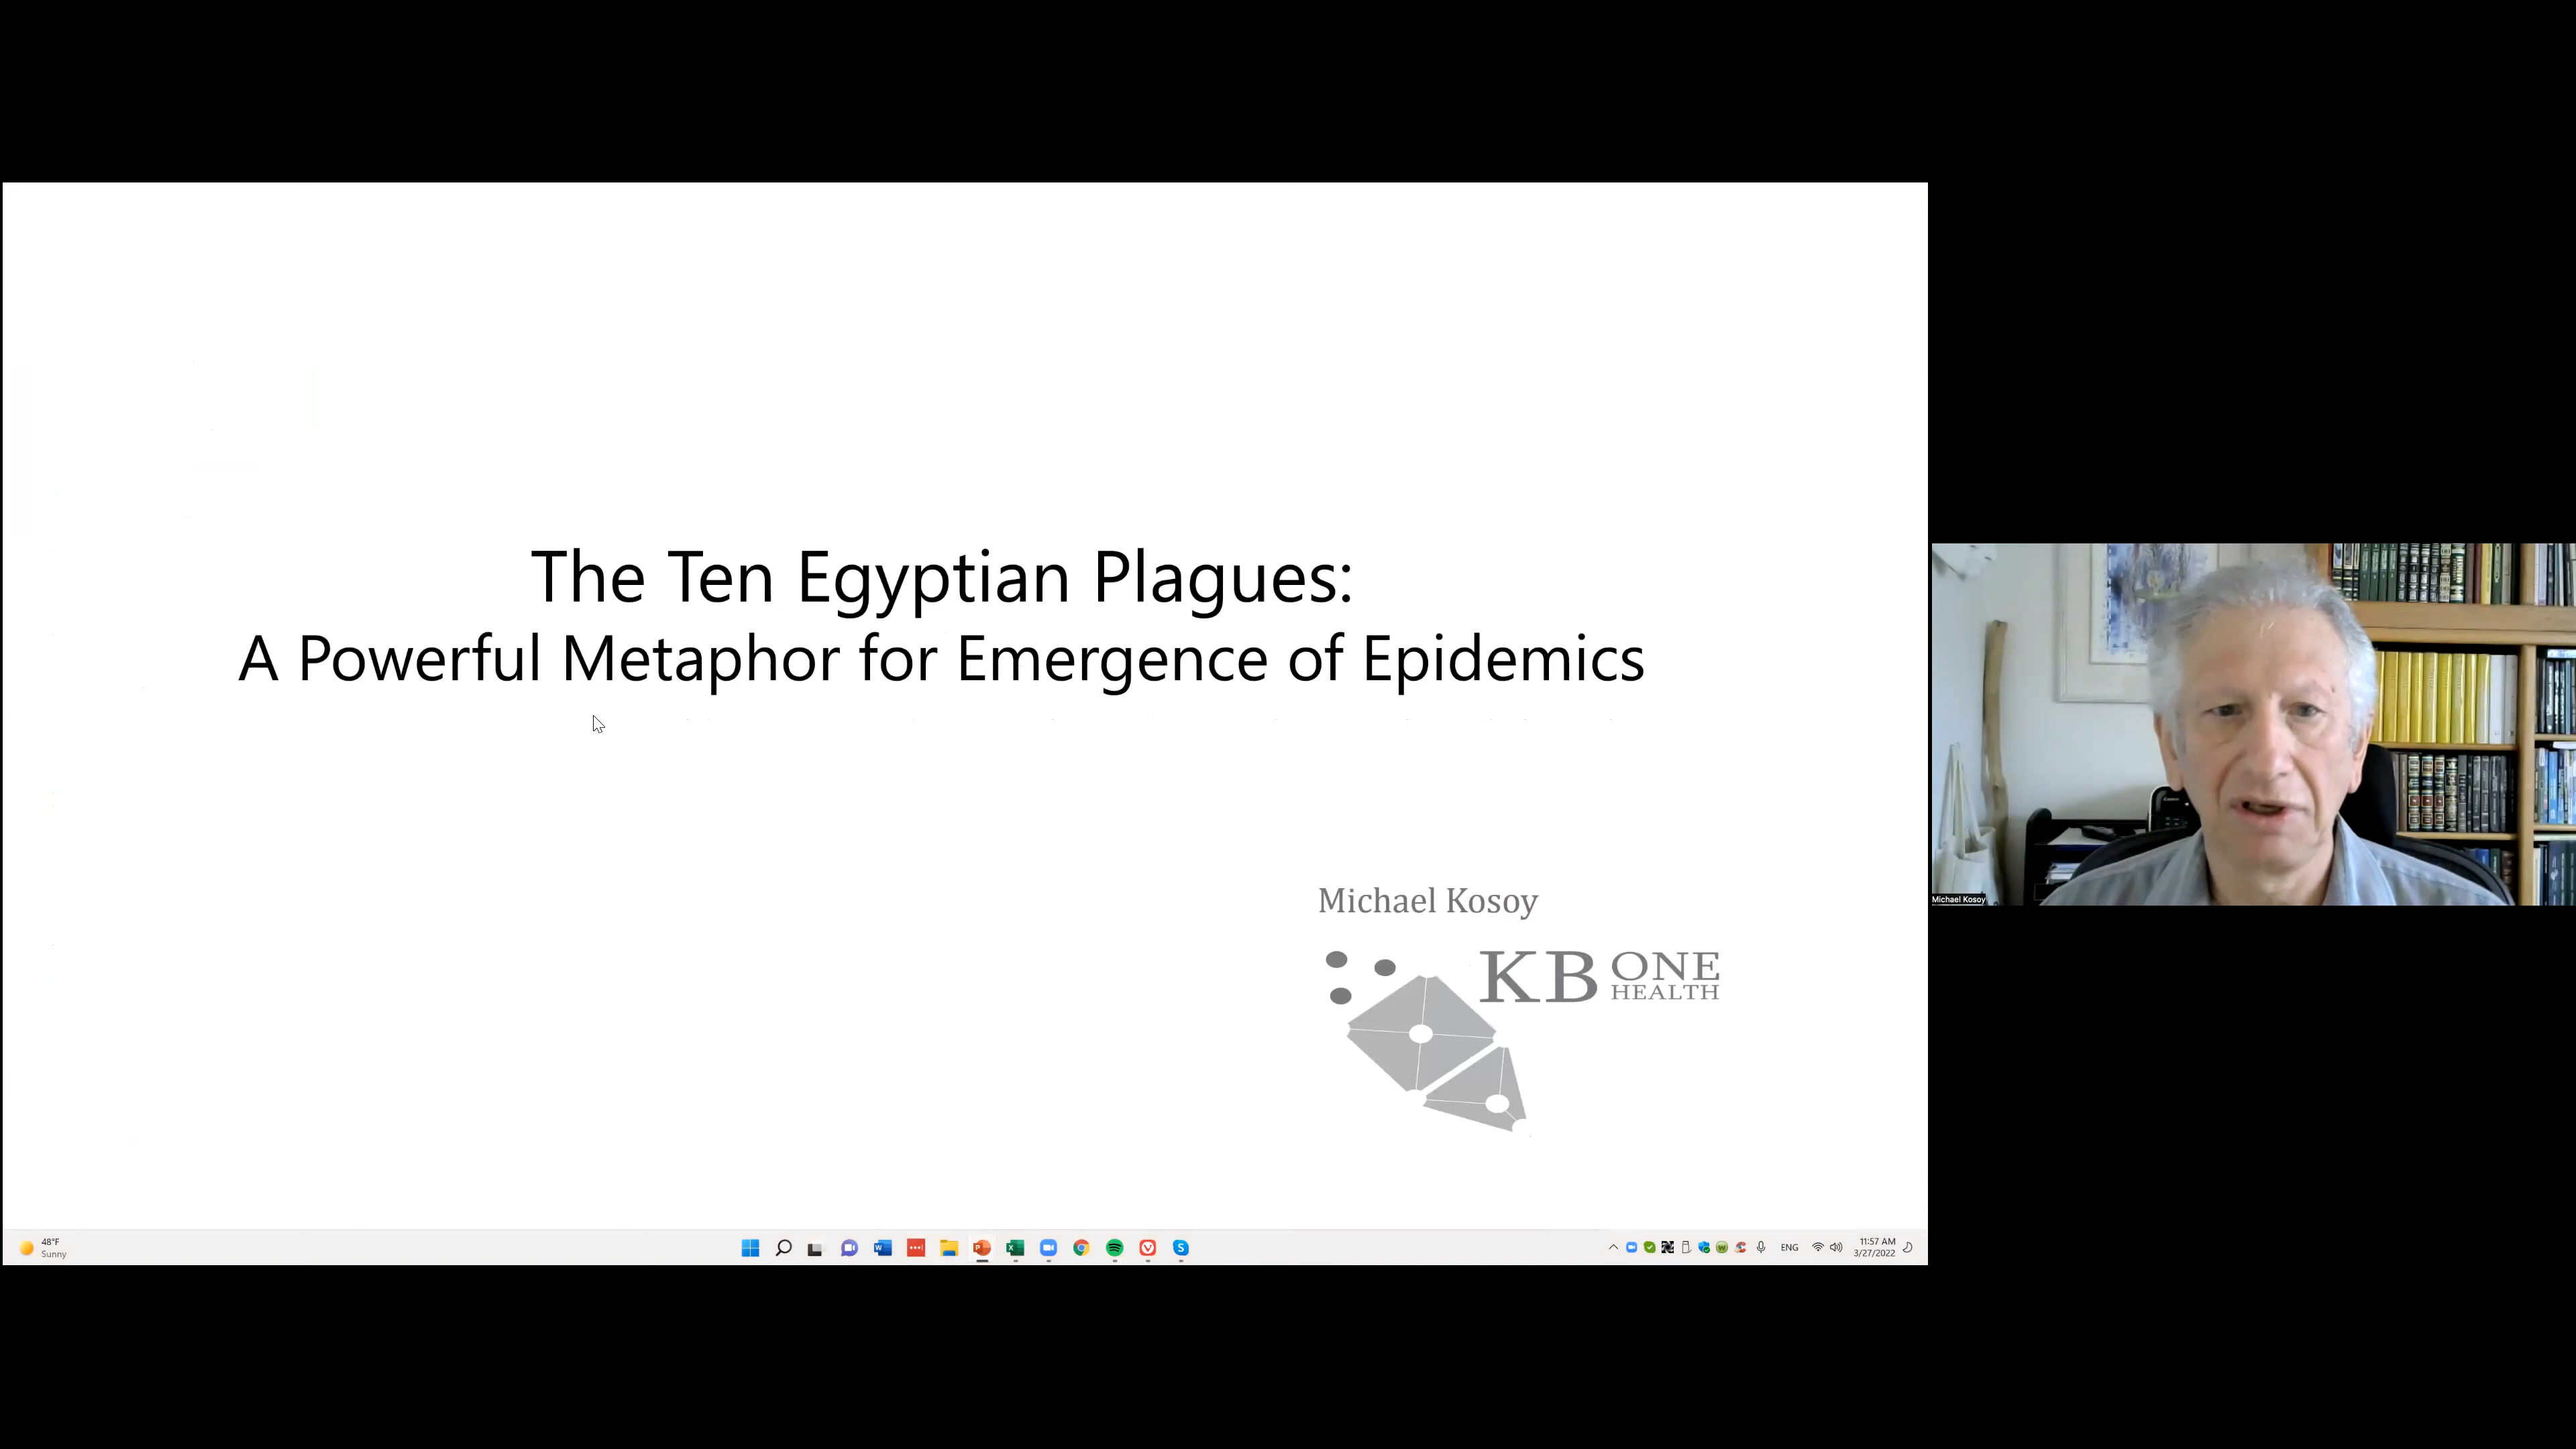 The Ten Egyptian Plagues:
A Powerful Metaphor for Emergence of Epidemics
Michael Kosoy
KB ONE
HEALTH
Michael Kosoy
48°F
Sunny
ENG
11:57 AM
3/27/2022